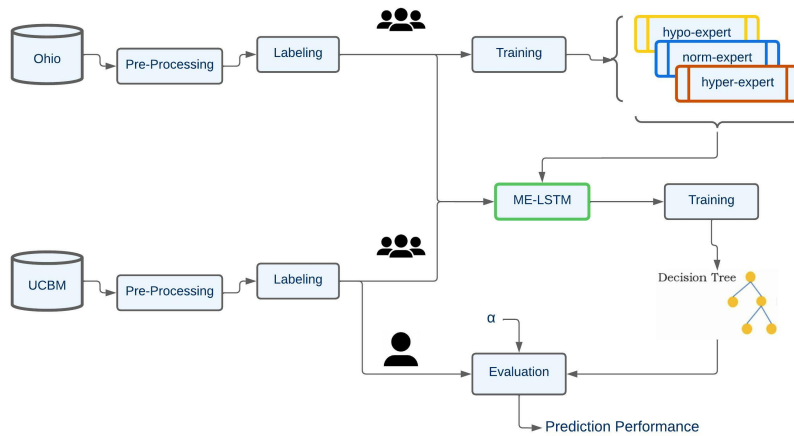 Ohio
Pre-Processing
Labeling
Training
hypo-expert
norm-expert
hyper-expert
ME-LSTM
Training
UCBM
Pre-Processing
Labeling
Decision Tree
α
Evaluation
Prediction Performance